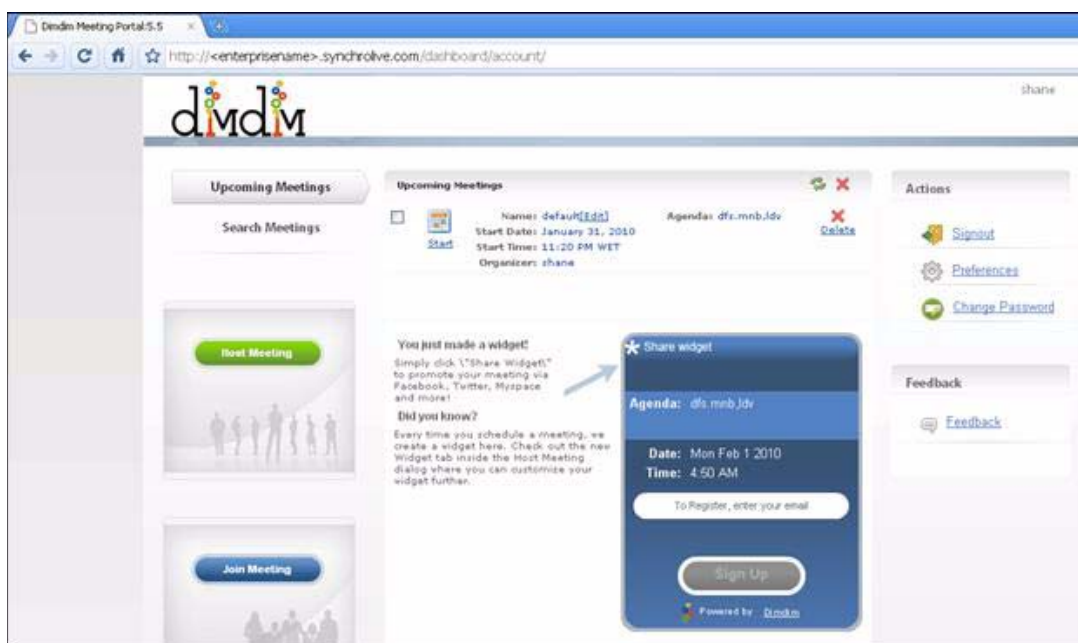 Dimdim Meeting Portal:5.5
http://<enterprisename>.synchrolive.com/dashboard/account/
dimdim
shane
Upcoming Meetings
Search Meetings
Host Meeting
Join Meeting
Upcoming Meetings
Start
Name: default[Edit]
Start Date: January 31, 2010
Start Time: 11:20 PM WET
Organizer: shane
Agenda: dfs.mnb,ldv
Delete
You just made a widget!
Simply click \"Share Widget\"
to promote your meeting via
Facebook, Twitter, Myspace
and more!
Did you know?
Every time you schedule a meeting, we
create a widget here. Check out the new
Widget tab inside the Host Meeting
dialog where you can customize your
widget further.
Share widget
Agenda: dfs.mnb,ldv
Date: Mon Feb 1 2010
Time: 4:50 AM
To Register, enter your email
Sign Up
Powered by Dimdim
Actions
Signout
Preferences
Change Password
Feedback
Feedback